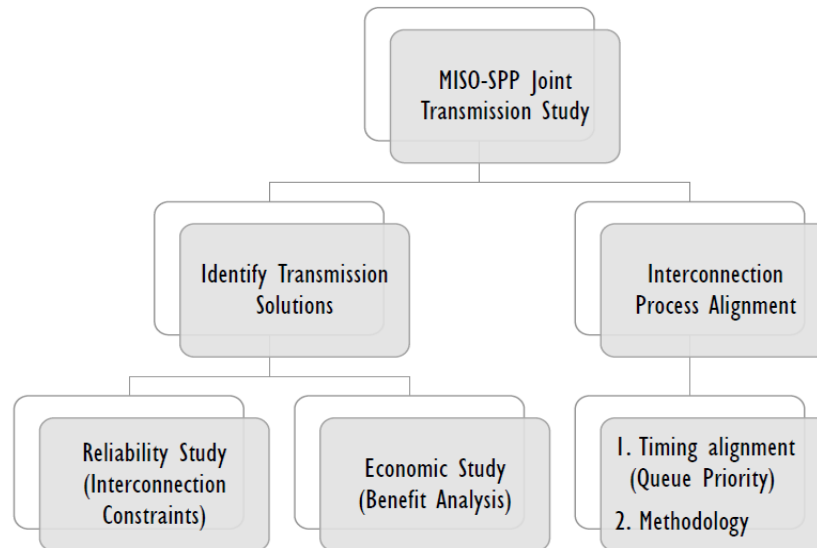 MISO-SPP Joint
Transmission Study
Identify Transmission
Solutions
Interconnection
Process Alignment
Reliability Study
(Interconnection
Constraints)
Economic Study
(Benefit Analysis)
1. Timing alignment
(Queue Priority)
2. Methodology